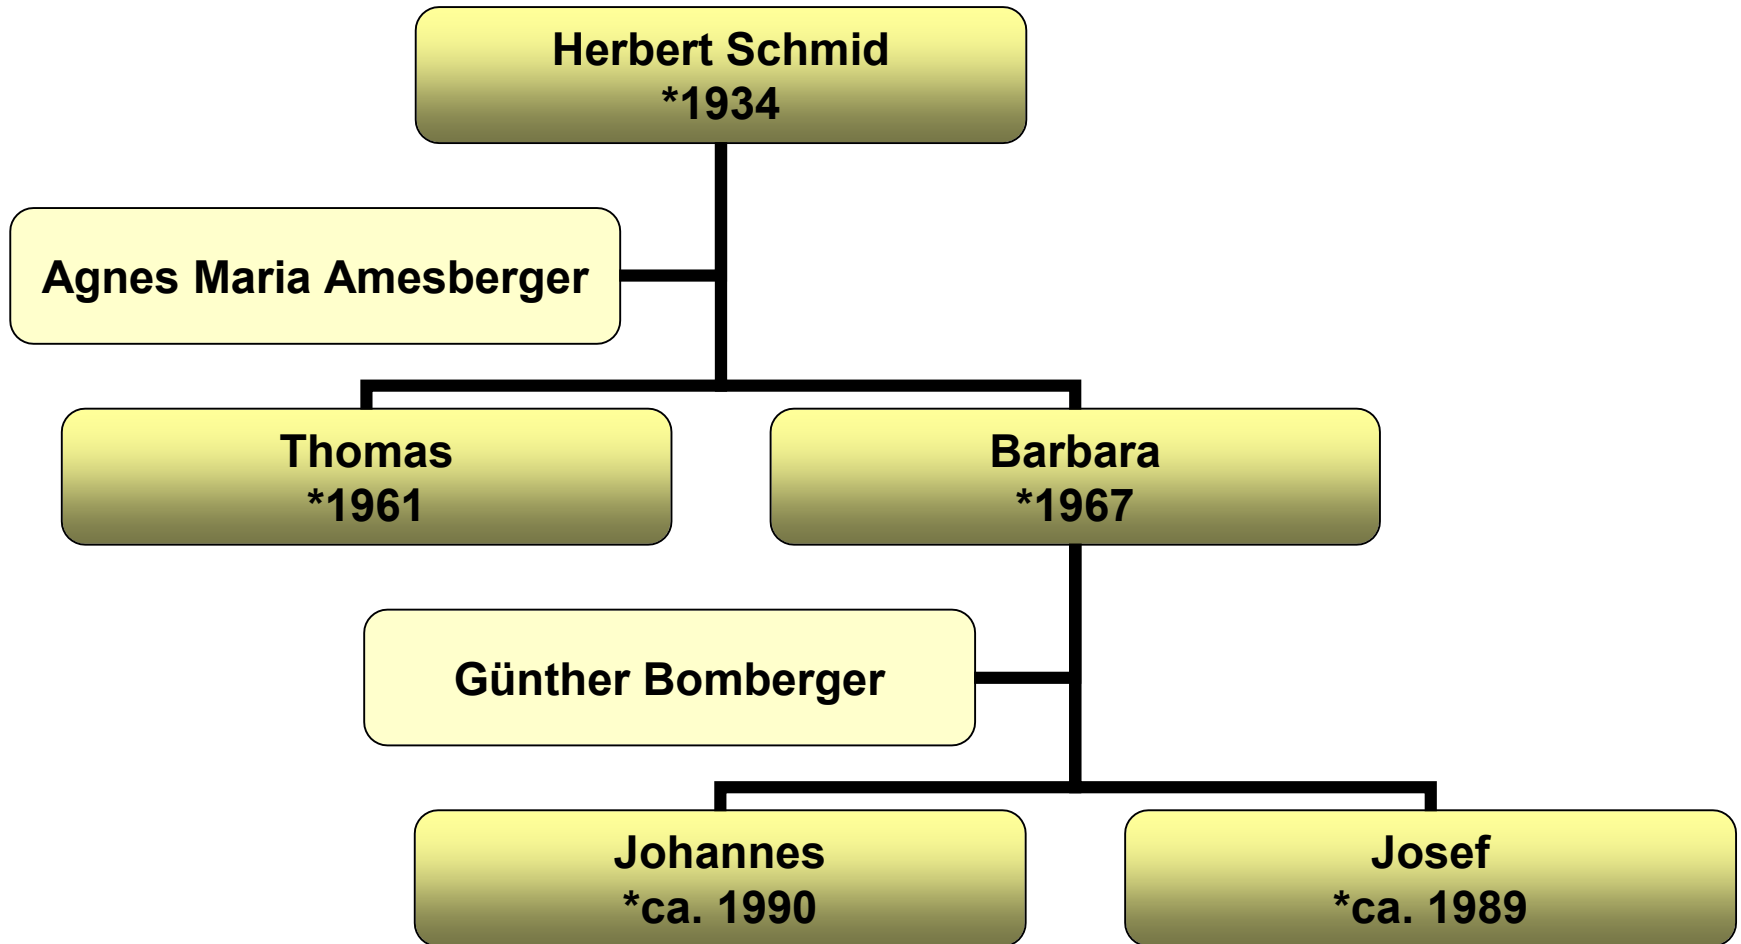 Herbert Schmid
*1934
Agnes Maria Amesberger
Thomas
*1961
Barbara
*1967
Günther Bomberger
Johannes
*ca. 1990
Josef
*ca. 1989